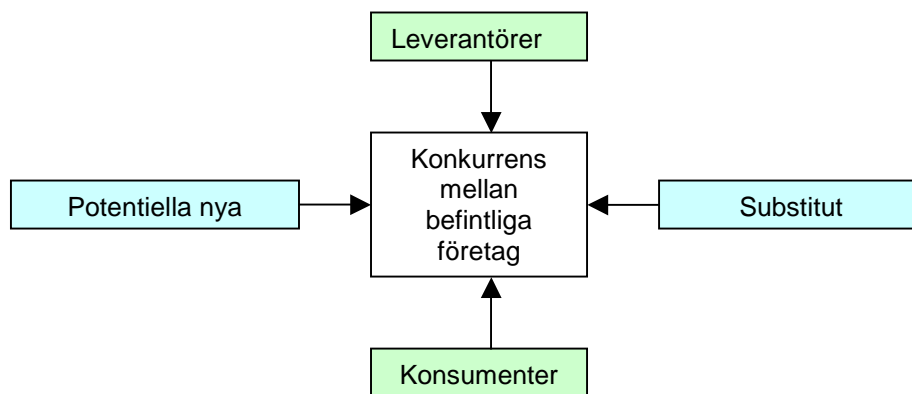 Leverantörer
Konkurrens
mellan
befintliga
företag
Potentiella nya
Substitut
Konsumenter